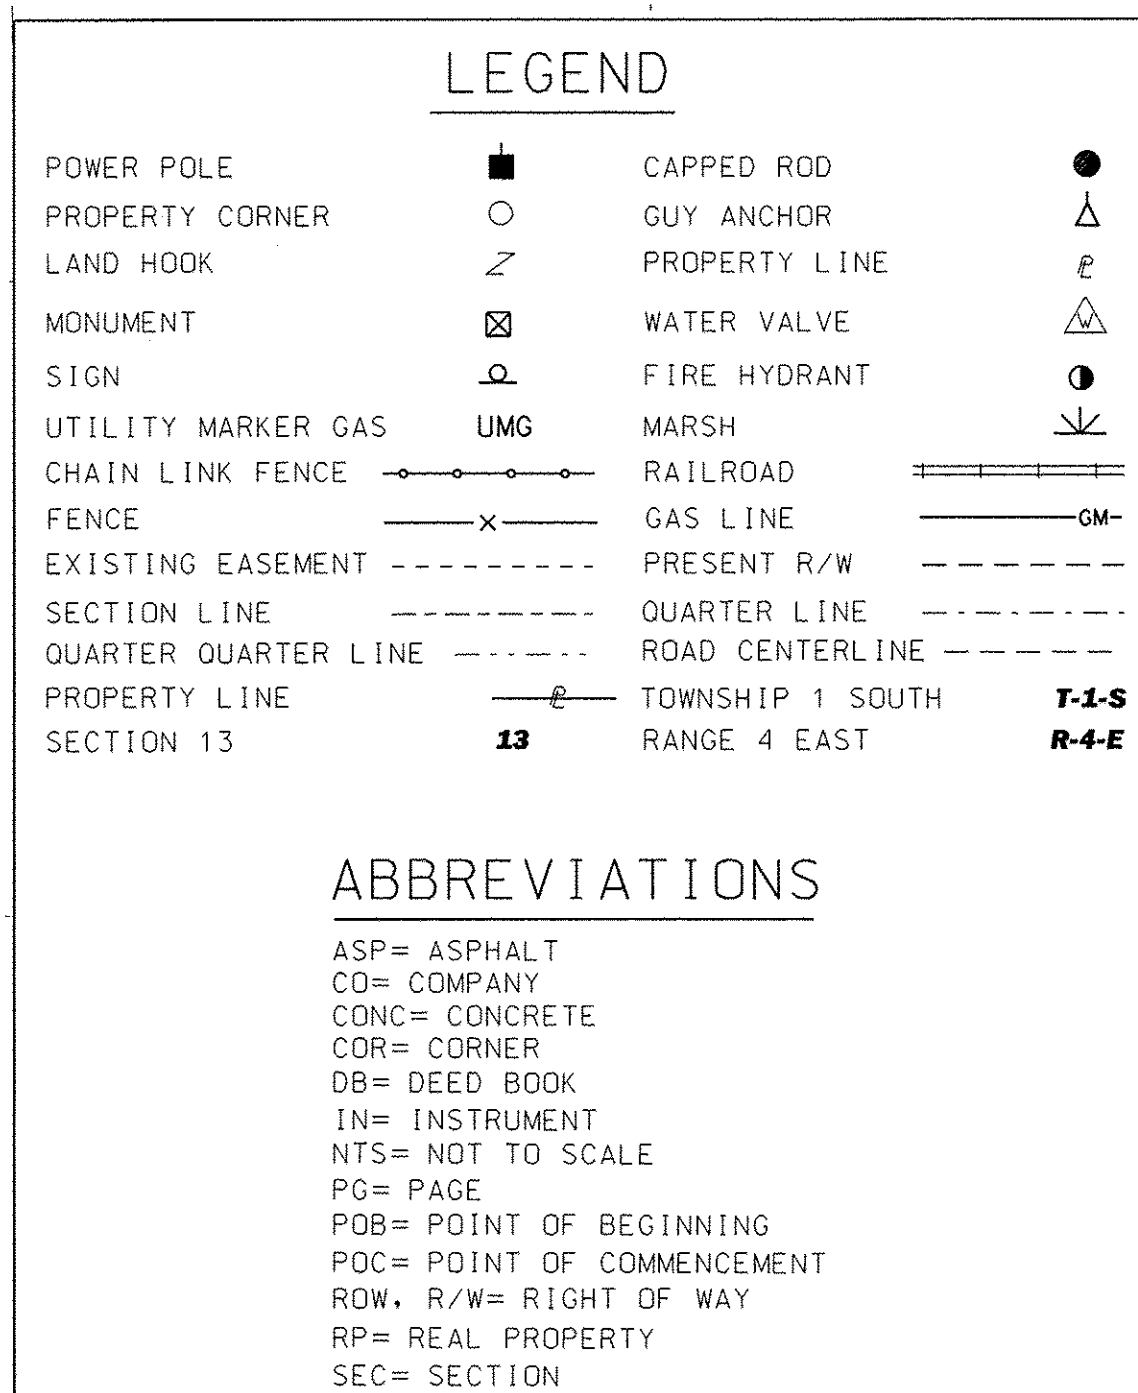 LEGEND
POWER POLE CAPPED ROD
PROPERTY CORNER GUY ANCHOR
LAND HOOK PROPERTY LINE PL
MONUMENT WATER VALVE W
SIGN FIRE HYDRANT
UTILITY MARKER GAS UMG MARSH
CHAIN LINK FENCE RAILROAD
FENCE GAS LINE GM
EXISTING EASEMENT PRESENT R/W
SECTION LINE QUARTER LINE
QUARTER QUARTER LINE ROAD CENTERLINE
PROPERTY LINE PL TOWNSHIP 1 SOUTH T-1-S
SECTION 13 13 RANGE 4 EAST R-4-E
ABBREVIATIONS
ASP= ASPHALT
CO= COMPANY
CONC= CONCRETE
COR= CORNER
DB= DEED BOOK
IN= INSTRUMENT
NTS= NOT TO SCALE
PG= PAGE
POB= POINT OF BEGINNING
POC= POINT OF COMMENCEMENT
ROW, R/W= RIGHT OF WAY
RP= REAL PROPERTY
SEC= SECTION